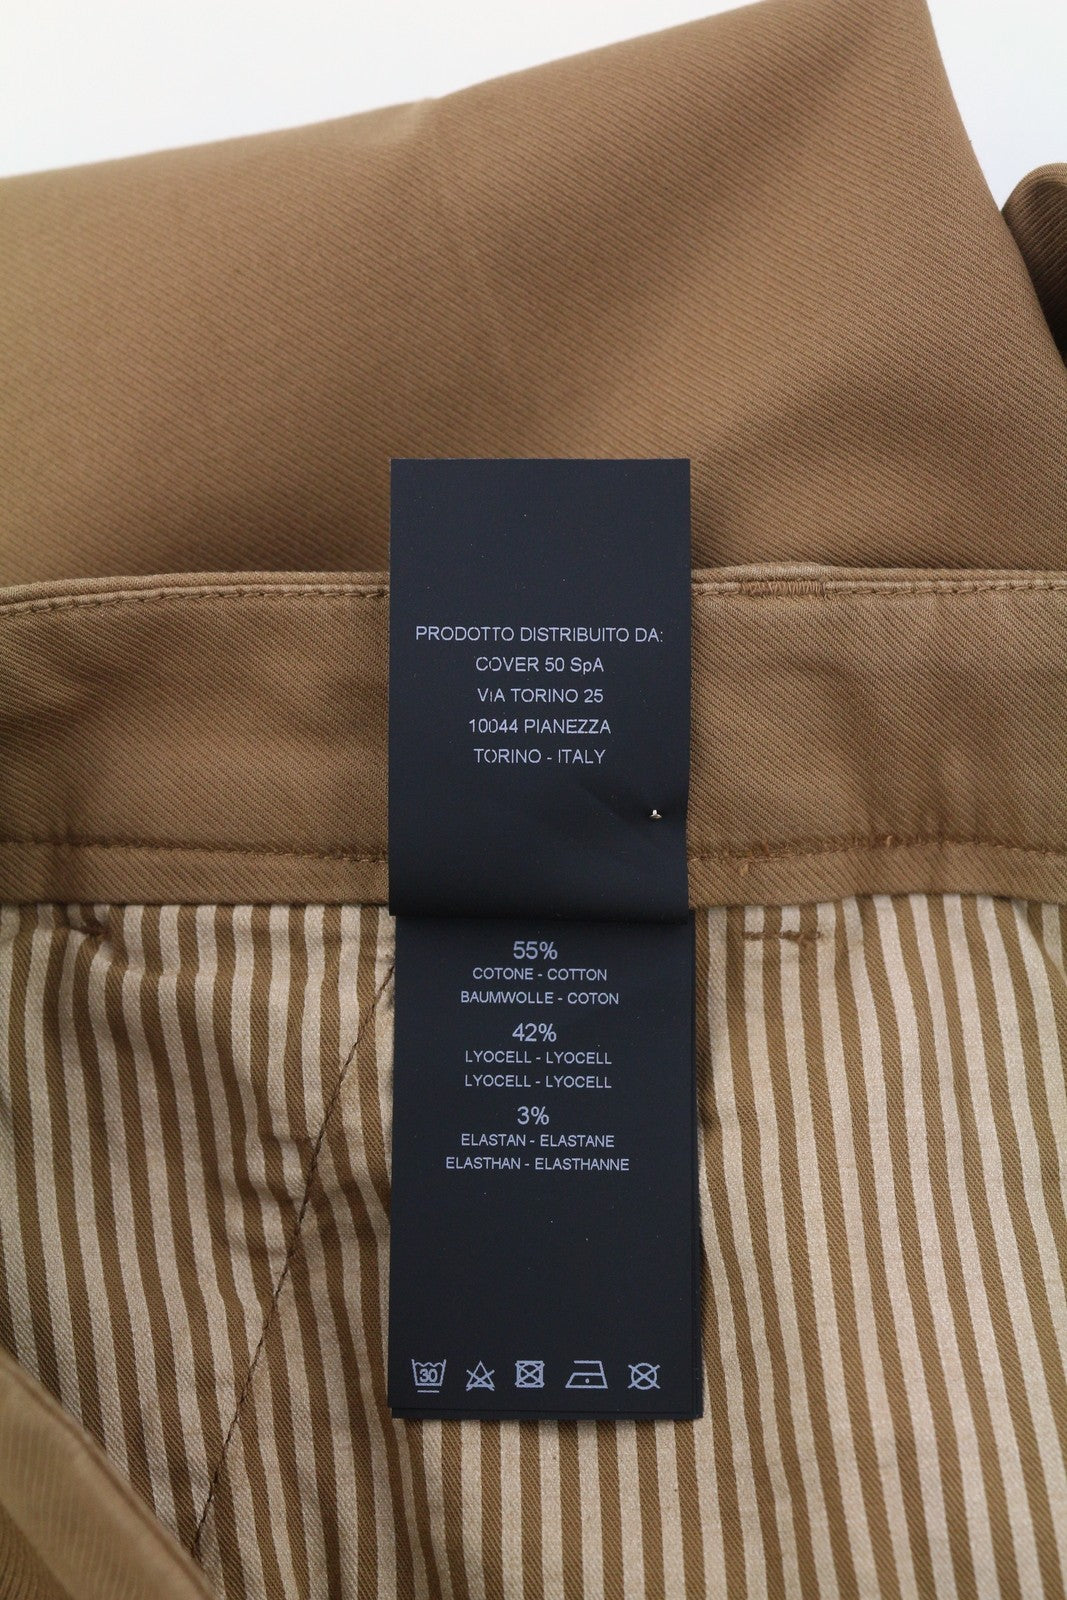 PRODOTTO DISTRIBUITO DA:
COVER 50 SpA
VIA TORINO 25
10044 PIANEZZA
TORINO - ITALY
55%
COTONE - COTTON
BAUMWOLLE - COTON
42%
LYOCELL - LYOCELL
LYOCELL - LYOCELL
3%
ELASTAN - ELASTANE
ELASTHAN - ELASTHANNE
30